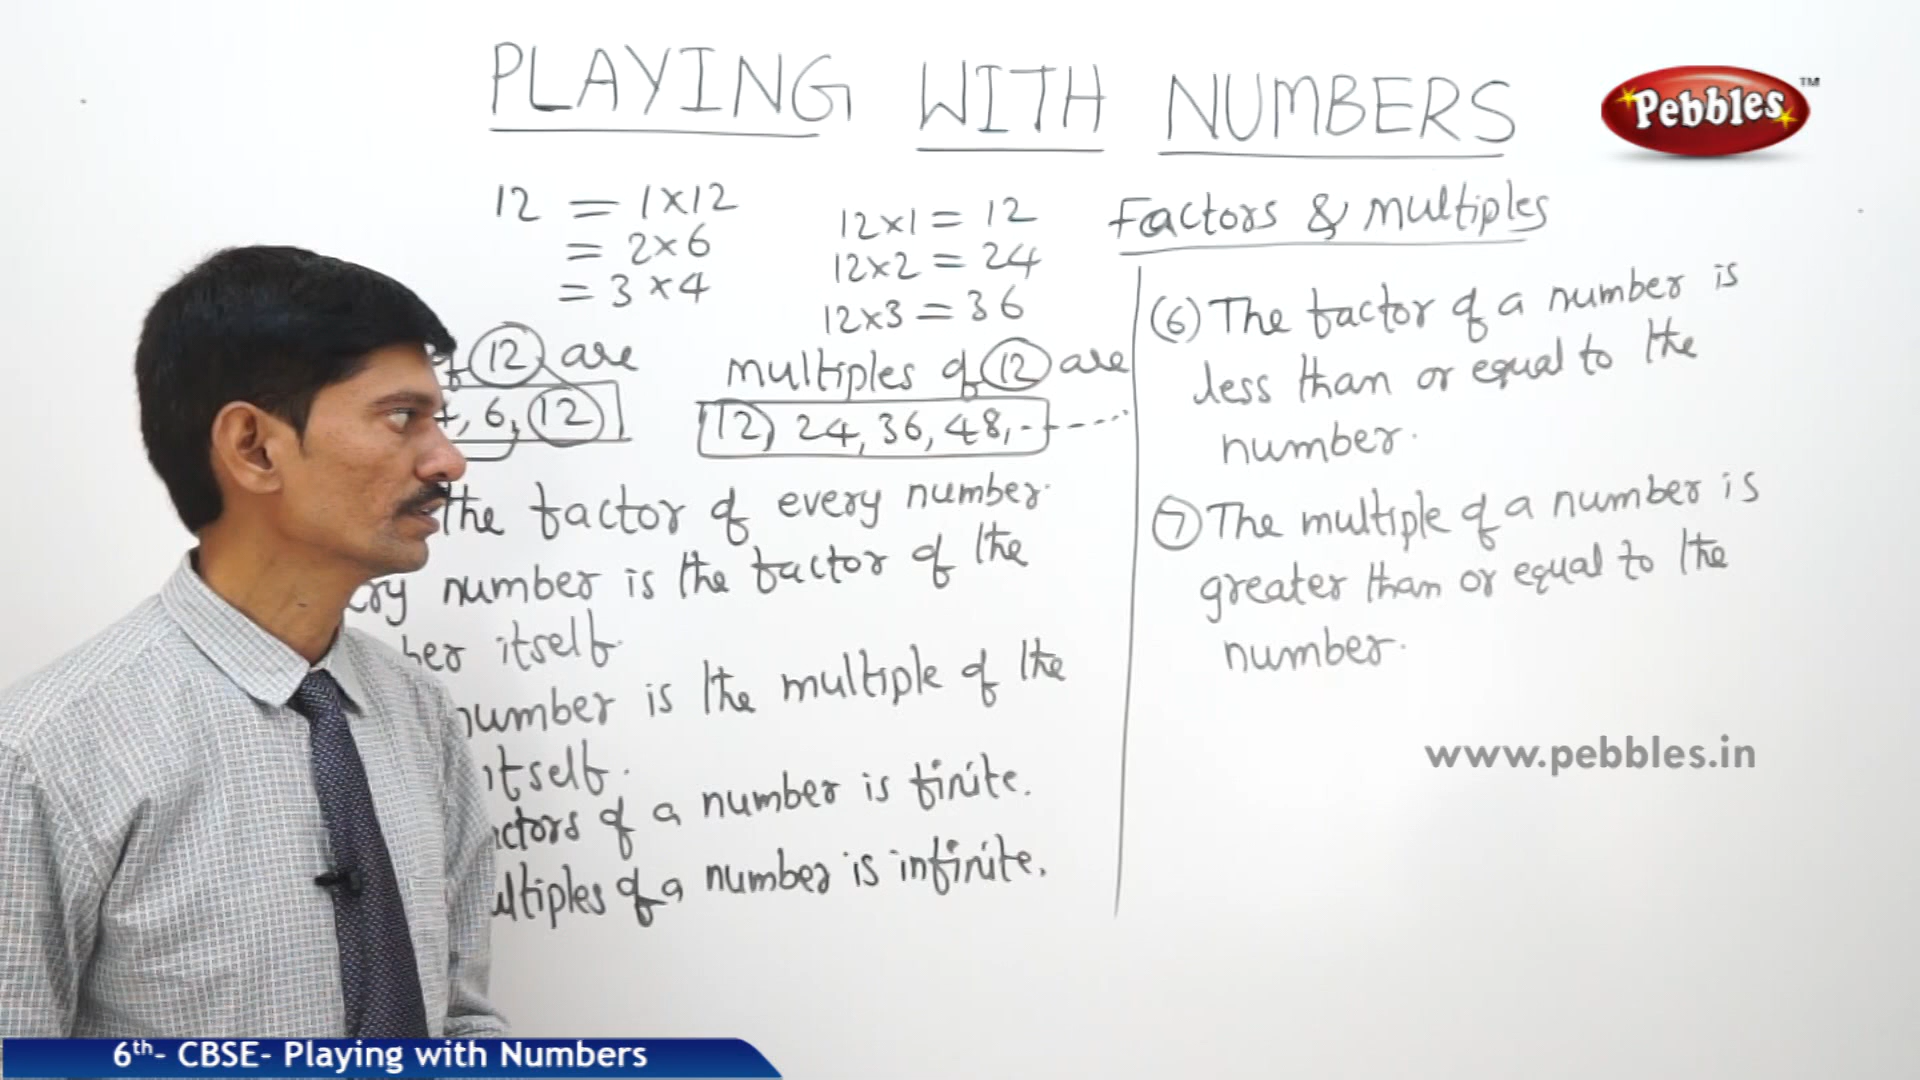 PLAYING WITH NUMBERS
Pebbles™
Factors & multiples
12 = 1×12
= 2×6
= 3×4
12×1 = 12
12×2 = 24
12×3 = 36
of 12 are
, 6, 12
multiples of 12 are
12, 24, 36, 48, ----
the factor of every number.
number is the factor of the
itself.
number is the multiple of the
itself.
of a number is finite.
of a number is infinite.
(6) The factor of a number is
less than or equal to the
number.
7 The multiple of a number is
greater than or equal to the
number.
www.pebbles.in
6th- CBSE- Playing with Numbers